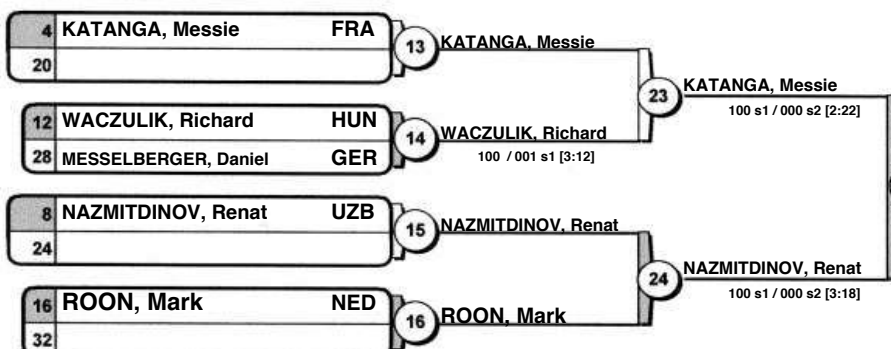 4 KATANGA, Messie FRA
20
13 KATANGA, Messie
12 WACZULIK, Richard HUN
28 MESSELBERGER, Daniel GER
14 WACZULIK, Richard
100 / 001 s1 [3:12]
23 KATANGA, Messie
100 s1 / 000 s2 [2:22]
8 NAZMITDINOV, Renat UZB
24
15 NAZMITDINOV, Renat
16 ROON, Mark NED
32
16 ROON, Mark
24 NAZMITDINOV, Renat
100 s1 / 000 s2 [3:18]